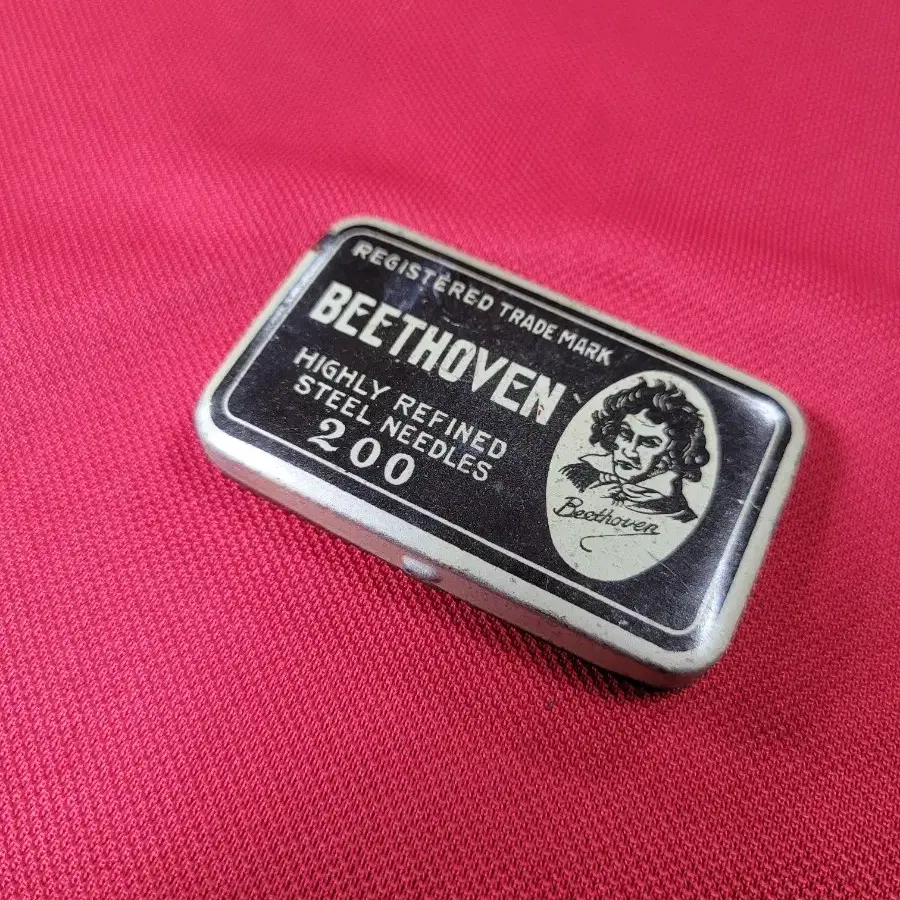 REGISTERED TRADE MARK
BEETHOVEN
HIGHLY REFINED
STEEL NEEDLES
200
Beethoven